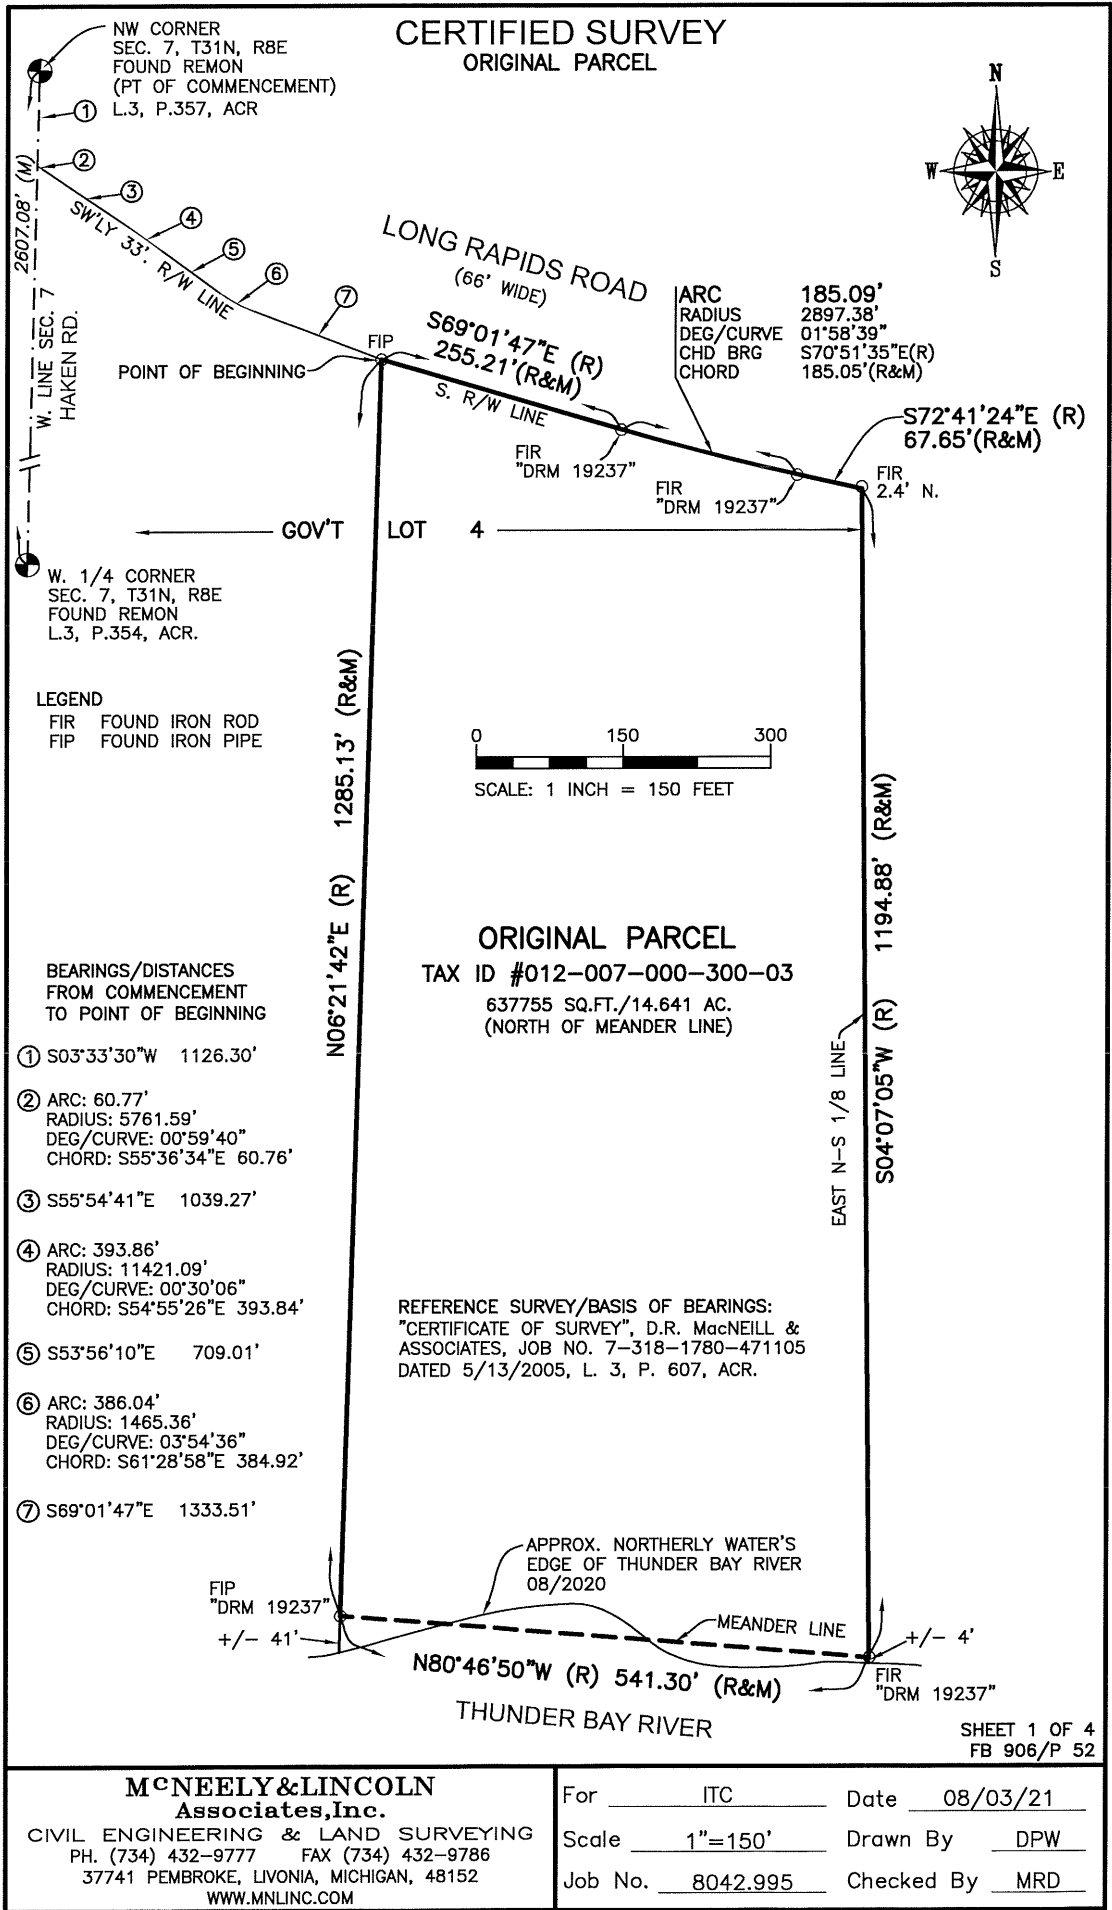 CERTIFIED SURVEY
ORIGINAL PARCEL
NW CORNER
SEC. 7, T31N, R8E
FOUND REMON
(PT OF COMMENCEMENT)
L.3, P.357, ACR
N
W
E
S
1
2
3
4
5
6
7
2607.08' (M)
W. LINE SEC. 7
HAKEN RD.
SW'LY 33'. R/W LINE
LONG RAPIDS ROAD
(66' WIDE)
ARC 185.09'
RADIUS 2897.38'
DEG/CURVE 01°58'39"
CHD BRG S70°51'35"E(R)
CHORD 185.05'(R&M)
S69°01'47"E (R)
255.21'(R&M)
S. R/W LINE
FIP
POINT OF BEGINNING
S72°41'24"E (R)
67.65'(R&M)
FIR
"DRM 19237"
FIR
"DRM 19237"
FIR
2.4' N.
GOV'T LOT 4
W. 1/4 CORNER
SEC. 7, T31N, R8E
FOUND REMON
L.3, P.354, ACR.
LEGEND
FIR FOUND IRON ROD
FIP FOUND IRON PIPE
N06°21'42"E (R) 1285.13' (R&M)
0 150 300
SCALE: 1 INCH = 150 FEET
S04°07'05"W (R) 1194.88' (R&M)
EAST N-S 1/8 LINE
ORIGINAL PARCEL
TAX ID #012-007-000-300-03
637755 SQ.FT./14.641 AC.
(NORTH OF MEANDER LINE)
BEARINGS/DISTANCES
FROM COMMENCEMENT
TO POINT OF BEGINNING
1 S03°33'30"W 1126.30'
2 ARC: 60.77'
RADIUS: 5761.59'
DEG/CURVE: 00°59'40"
CHORD: S55°36'34"E 60.76'
3 S55°54'41"E 1039.27'
4 ARC: 393.86'
RADIUS: 11421.09'
DEG/CURVE: 00°30'06"
CHORD: S54°55'26"E 393.84'
5 S53°56'10"E 709.01'
6 ARC: 386.04'
RADIUS: 1465.36'
DEG/CURVE: 03°54'36"
CHORD: S61°28'58"E 384.92'
7 S69°01'47"E 1333.51'
REFERENCE SURVEY/BASIS OF BEARINGS:
"CERTIFICATE OF SURVEY", D.R. MacNEILL &
ASSOCIATES, JOB NO. 7-318-1780-471105
DATED 5/13/2005, L. 3, P. 607, ACR.
APPROX. NORTHERLY WATER'S
EDGE OF THUNDER BAY RIVER
08/2020
FIP
"DRM 19237"
+/- 41'
MEANDER LINE
+/- 4'
FIR
"DRM 19237"
N80°46'50"W (R) 541.30' (R&M)
THUNDER BAY RIVER
SHEET 1 OF 4
FB 906/P 52
McNEELY&LINCOLN
Associates,Inc.
CIVIL ENGINEERING & LAND SURVEYING
PH. (734) 432-9777 FAX (734) 432-9786
37741 PEMBROKE, LIVONIA, MICHIGAN, 48152
WWW.MNLINC.COM
For ITC Date 08/03/21
Scale 1"=150' Drawn By DPW
Job No. 8042.995 Checked By MRD